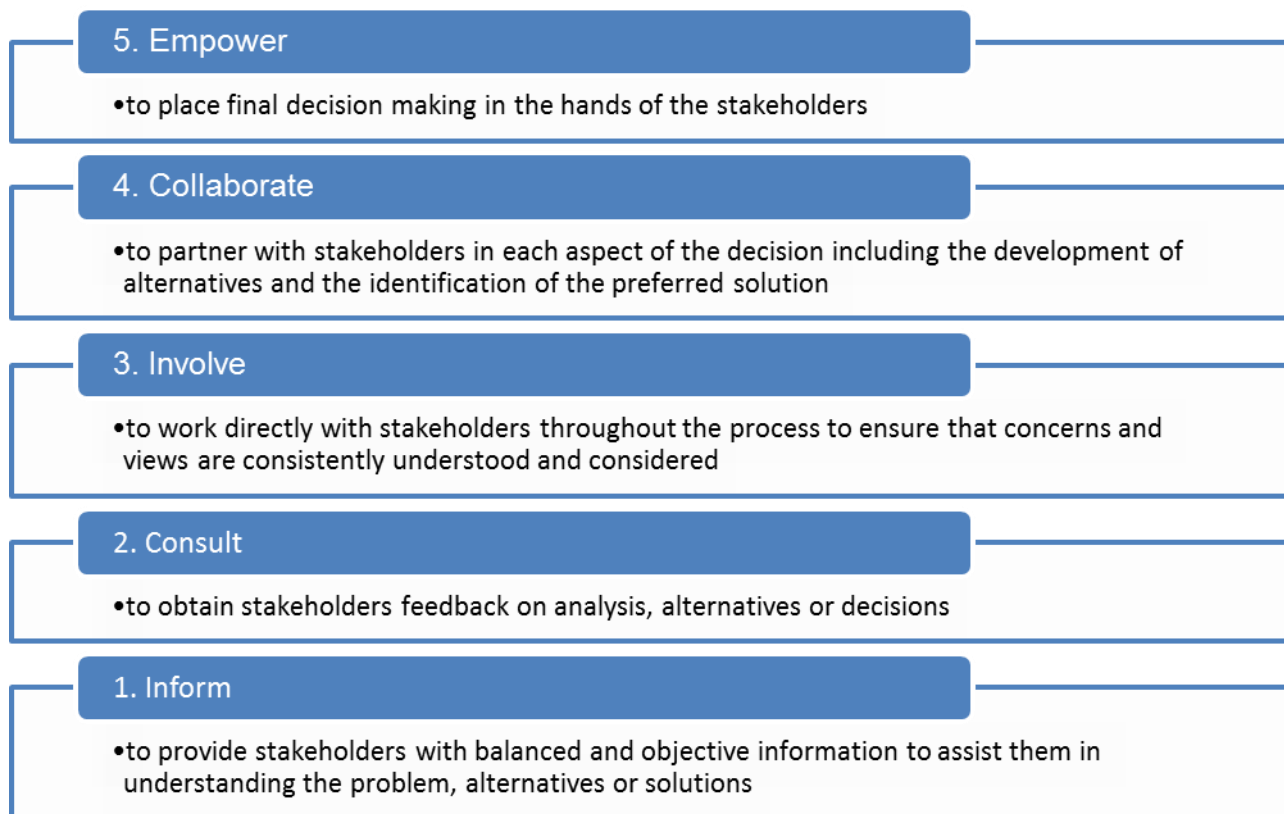 5. Empower
•to place final decision making in the hands of the stakeholders
4. Collaborate
•to partner with stakeholders in each aspect of the decision including the development of
alternatives and the identification of the preferred solution
3. Involve
•to work directly with stakeholders throughout the process to ensure that concerns and
views are consistently understood and considered
2. Consult
•to obtain stakeholders feedback on analysis, alternatives or decisions
1. Inform
•to provide stakeholders with balanced and objective information to assist them in
understanding the problem, alternatives or solutions